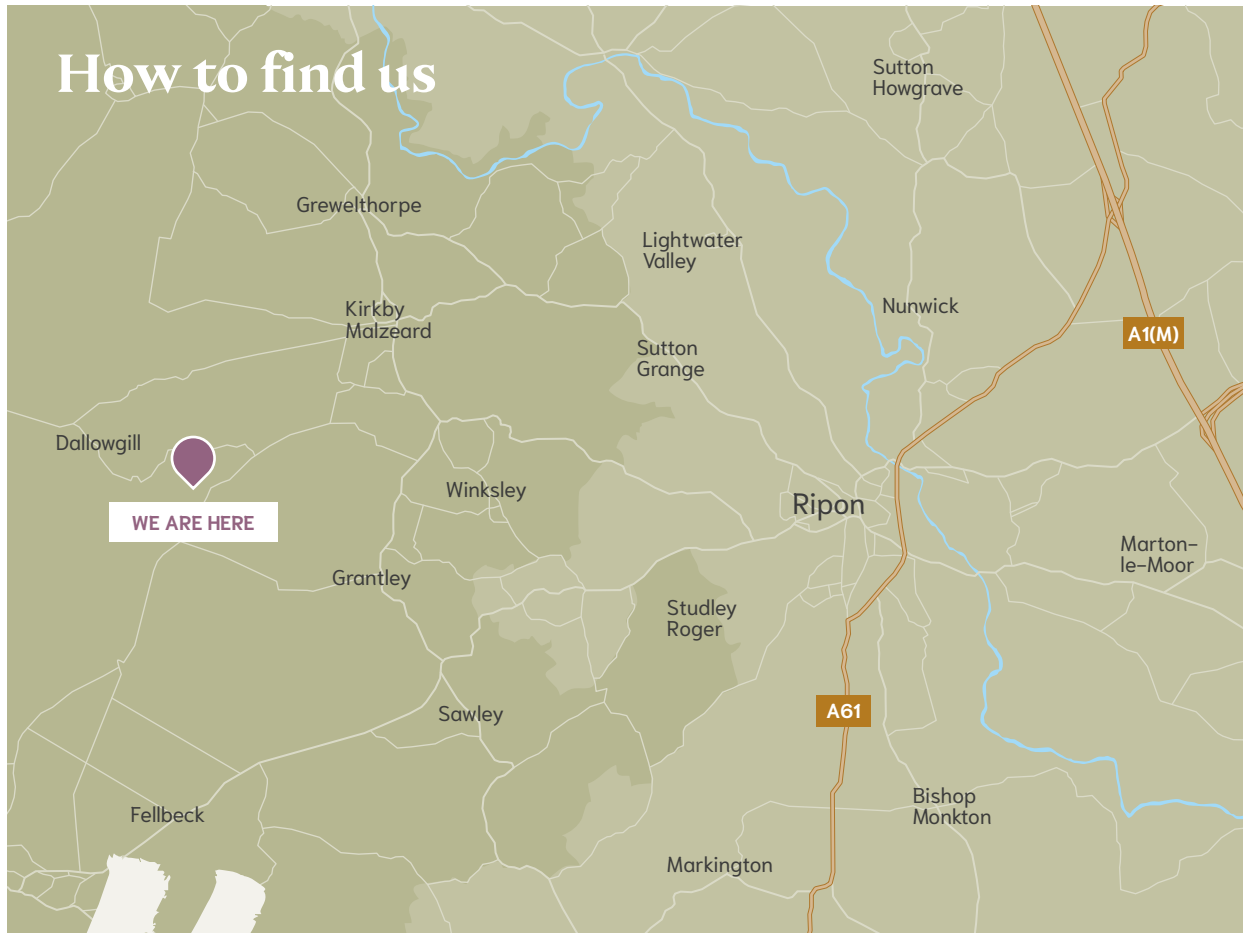 How to find us
Sutton
Howgrave
Grewelthorpe
Lightwater
Valley
Kirkby
Malzeard
Nunwick
A1(M)
Sutton
Grange
Dallowgill
Winksley
Ripon
WE ARE HERE
Marton-
le-Moor
Grantley
Studley
Roger
Sawley
A61
Fellbeck
Bishop
Monkton
Markington